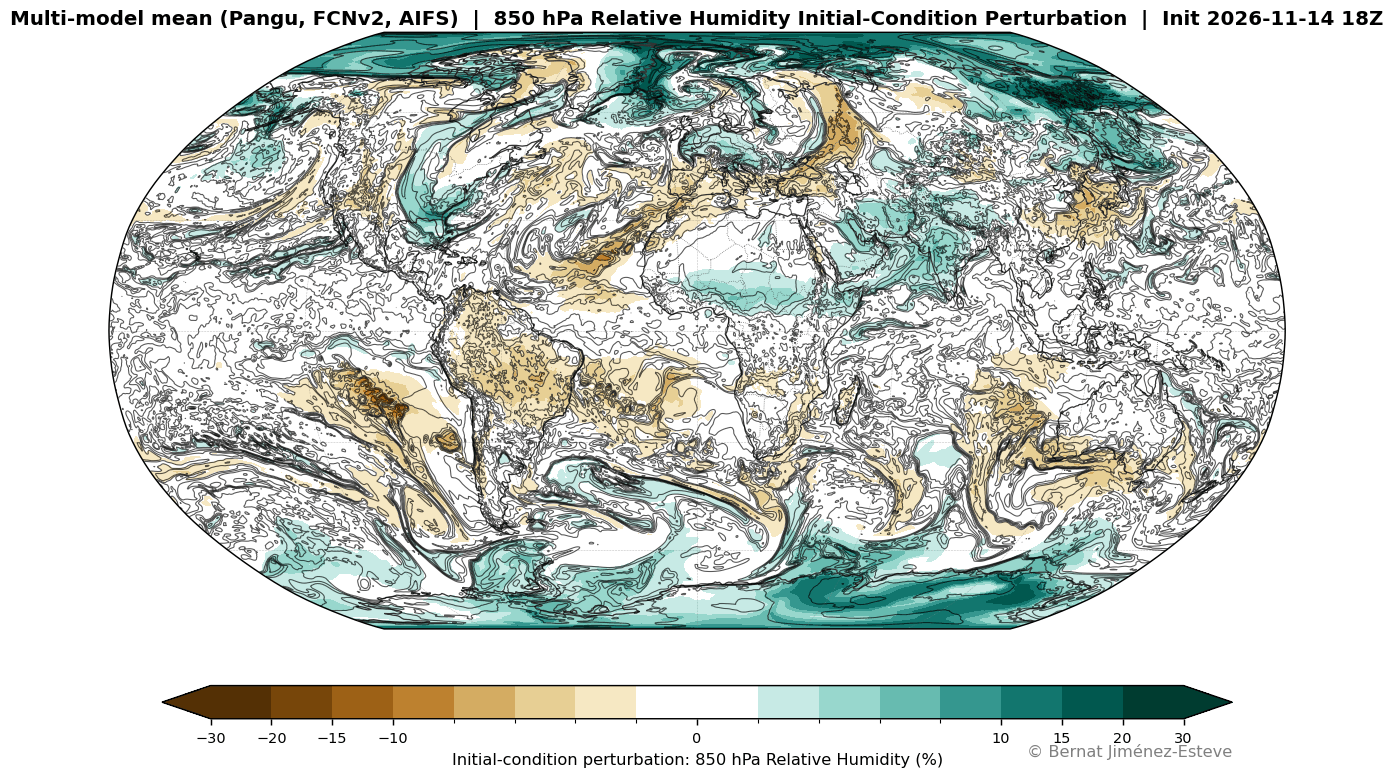 Multi-model mean (Pangu, FCNv2, AIFS)  |  850 hPa Relative Humidity Initial-Condition Perturbation  |  Init 2026-11-14 18Z
−30 −20 −15 −10 0 10 15 20 30
© Bernat Jiménez-Esteve
Initial-condition perturbation: 850 hPa Relative Humidity (%)